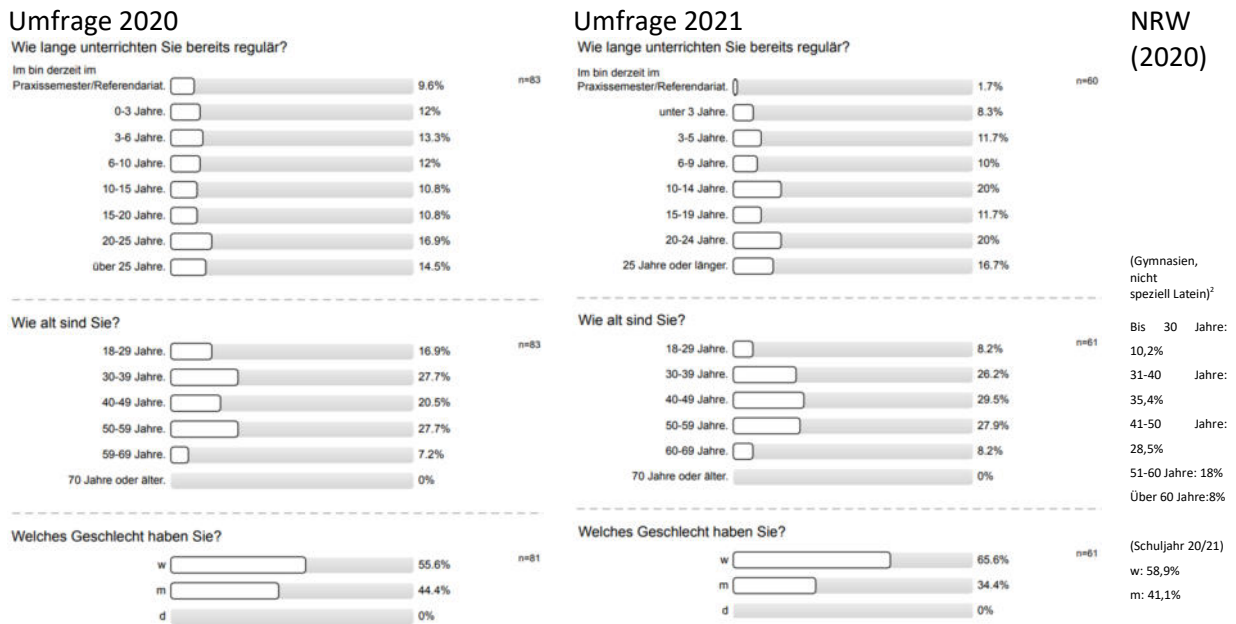 Umfrage 2020
Wie lange unterrichten Sie bereits regulär?
Im bin derzeit im
Praxissemester/Referendariat. 9.6% n=83
0-3 Jahre. 12%
3-6 Jahre. 13.3%
6-10 Jahre. 12%
10-15 Jahre. 10.8%
15-20 Jahre. 10.8%
20-25 Jahre. 16.9%
über 25 Jahre. 14.5%
Wie alt sind Sie?
18-29 Jahre. 16.9% n=83
30-39 Jahre. 27.7%
40-49 Jahre. 20.5%
50-59 Jahre. 27.7%
59-69 Jahre. 7.2%
70 Jahre oder älter. 0%
Welches Geschlecht haben Sie?
w 55.6% n=81
m 44.4%
d 0%
Umfrage 2021
Wie lange unterrichten Sie bereits regulär?
Im bin derzeit im
Praxissemester/Referendariat. 1.7% n=60
unter 3 Jahre. 8.3%
3-5 Jahre. 11.7%
6-9 Jahre. 10%
10-14 Jahre. 20%
15-19 Jahre. 11.7%
20-24 Jahre. 20%
25 Jahre oder länger. 16.7%
Wie alt sind Sie?
18-29 Jahre. 8.2% n=61
30-39 Jahre. 26.2%
40-49 Jahre. 29.5%
50-59 Jahre. 27.9%
60-69 Jahre. 8.2%
70 Jahre oder älter. 0%
Welches Geschlecht haben Sie?
w 65.6% n=61
m 34.4%
d 0%
NRW
(2020)
(Gymnasien,
nicht
speziell Latein)²
Bis 30 Jahre:
10,2%
31-40 Jahre:
35,4%
41-50 Jahre:
28,5%
51-60 Jahre: 18%
Über 60 Jahre:8%
(Schuljahr 20/21)
w: 58,9%
m: 41,1%